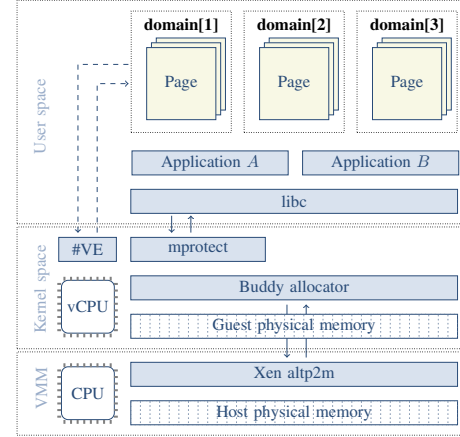 domain[1] domain[2] domain[3]
Page Page Page
User space
Application A Application B
libc
#VE mprotect
Kernel space
Buddy allocator
vCPU
Guest physical memory
Xen altp2m
VMM
CPU
Host physical memory